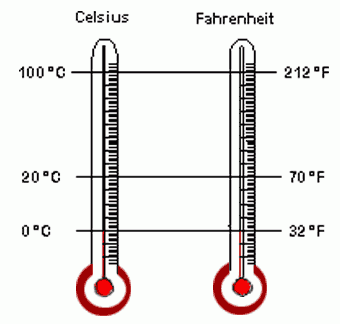 Celsius Fahrenheit
100°C 212°F
20°C 70°F
0°C 32°F